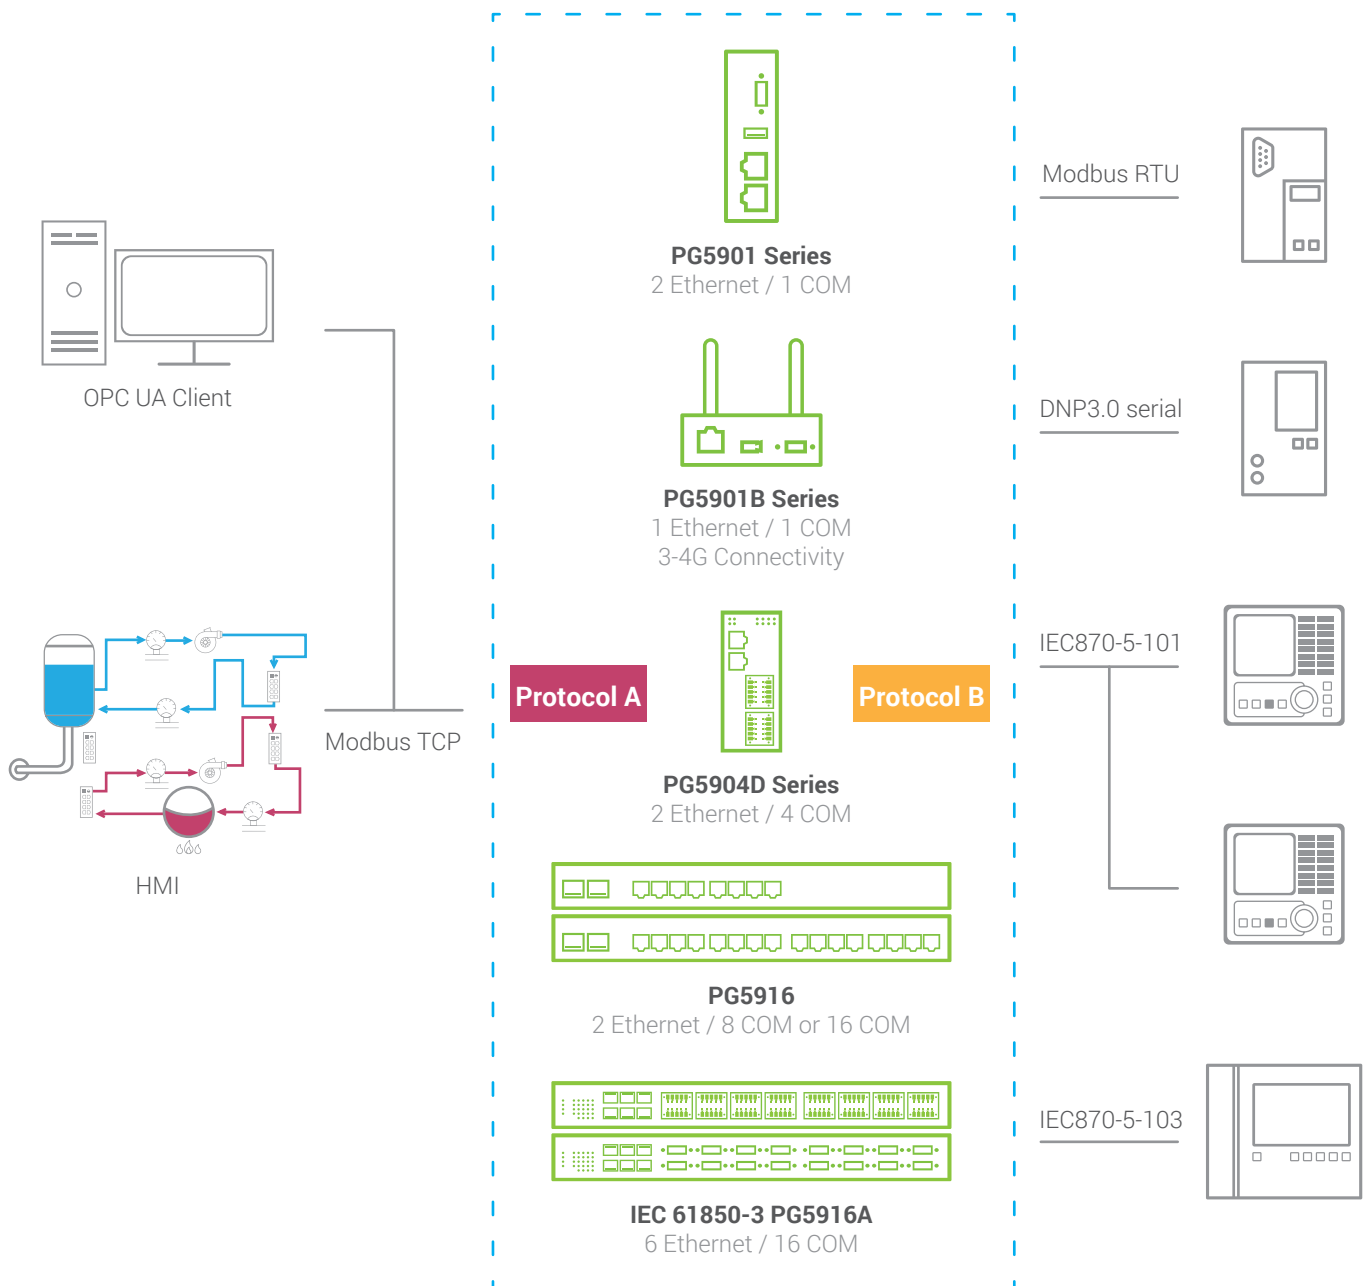 OPC UA Client
HMI
Modbus TCP
PG5901 Series
2 Ethernet / 1 COM
PG5901B Series
1 Ethernet / 1 COM
3-4G Connectivity
Protocol A
Protocol B
PG5904D Series
2 Ethernet / 4 COM
PG5916
2 Ethernet / 8 COM or 16 COM
IEC 61850-3 PG5916A
6 Ethernet / 16 COM
Modbus RTU
DNP3.0 serial
IEC870-5-101
IEC870-5-103